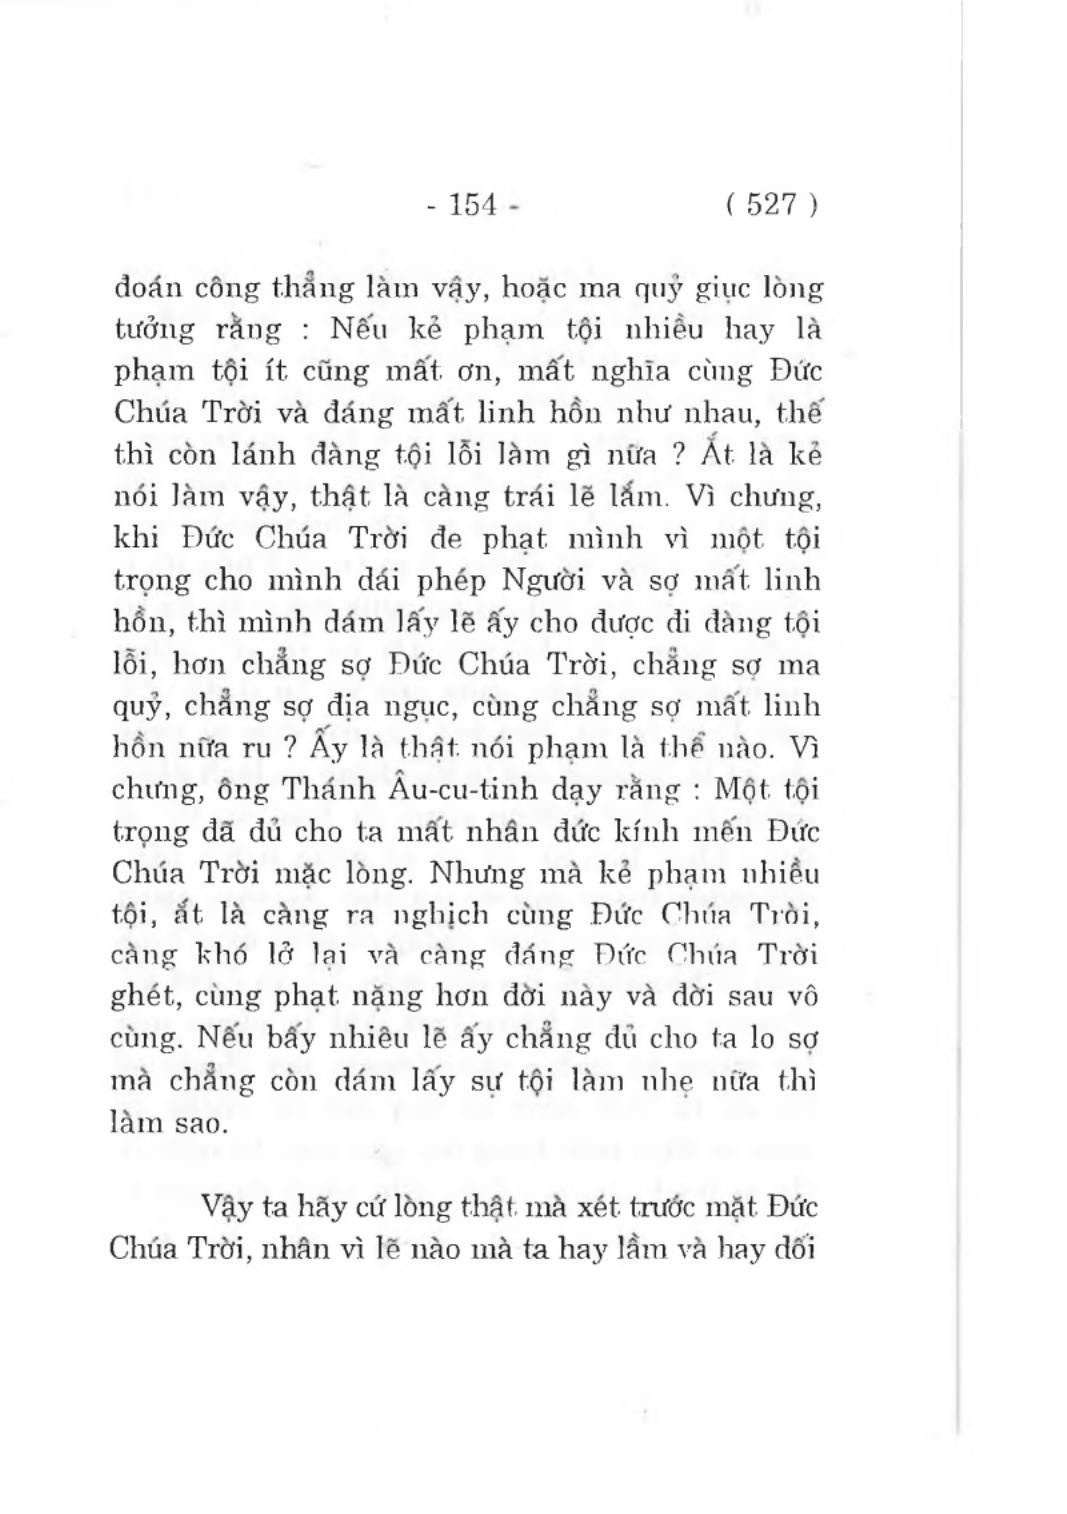 - 154 - ( 527 )
đoán công thẳng làm vậy, hoặc ma quỷ giục lòng
tưởng rằng : Nếu kẻ phạm tội nhiều hay là
phạm tội ít cũng mất ơn, mất nghĩa cùng Đức
Chúa Trời và đáng mất linh hồn như nhau, thế
thì còn lánh đàng tội lỗi làm gì nữa ? Ắt là kẻ
nói làm vậy, thật là càng trái lẽ lắm. Vì chưng,
khi Đức Chúa Trời đe phạt mình vì một tội
trọng cho mình dái phép Người và sợ mất linh
hồn, thì mình dám lấy lẽ ấy cho được đi đàng tội
lỗi, hơn chẳng sợ Đức Chúa Trời, chẳng sợ ma
quỷ, chẳng sợ địa ngục, cùng chẳng sợ mất linh
hồn nữa ru ? Ấy là thật nói phạm là thể nào. Vì
chưng, ông Thánh Âu-cu-tinh dạy rằng : Một tội
trọng đã đủ cho ta mất nhân đức kính mến Đức
Chúa Trời mặc lòng. Nhưng mà kẻ phạm nhiều
tội, ắt là càng ra nghịch cùng Đức Chúa Trời,
càng khó lở lại và càng đáng Đức Chúa Trời
ghét, cùng phạt nặng hơn đời này và đời sau vô
cùng. Nếu bấy nhiêu lẽ ấy chẳng đủ cho ta lo sợ
mà chẳng còn dám lấy sự tội làm nhẹ nữa thì
làm sao.
Vậy ta hãy cứ lòng thật mà xét trước mặt Đức
Chúa Trời, nhân vì lẽ nào mà ta hay lầm và hay dối